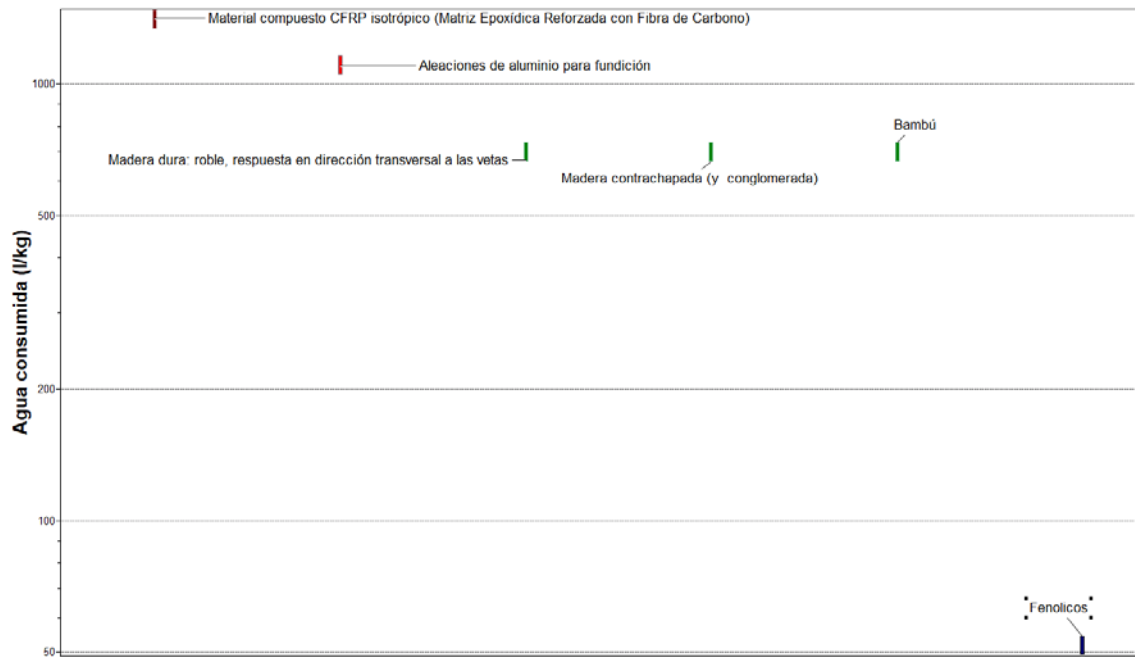 Material compuesto CFRP isotrópico (Matriz Epoxídica Reforzada con Fibra de Carbono)
Aleaciones de aluminio para fundición
1000
Bambú
Madera dura: roble, respuesta en dirección transversal a las vetas
Madera contrachapada (y conglomerada)
500
Agua consumida (l/kg)
200
100
Fenolicos
50